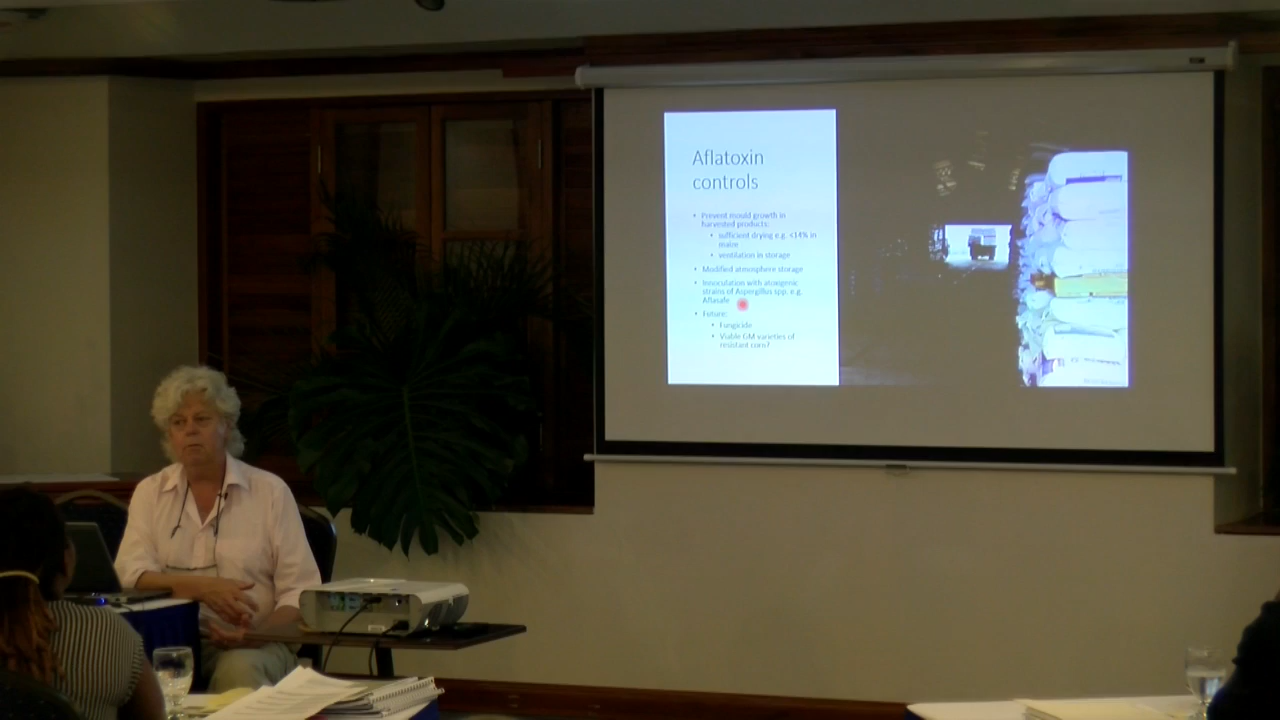 Aflatoxin
controls
• Prevent mould growth in
harvested products:
• sufficient drying e.g. <14% in
maize
• ventilation in storage
• Modified atmosphere storage
• Innoculation with atoxigenic
strains of Aspergillus spp. e.g.
Aflasafe
• Future:
• Fungicide
• Viable GM varieties of
resistant corn?